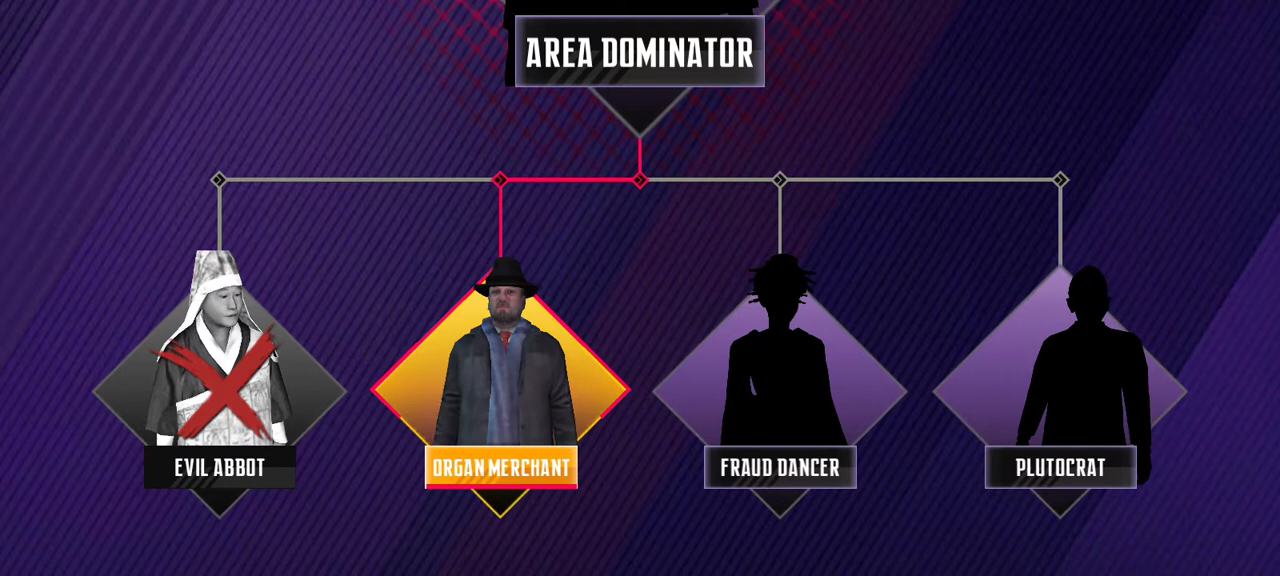 AREA DOMINATOR
EVIL ABBOT
ORGAN MERCHANT
FRAUD DANCER
PLUTOCRAT